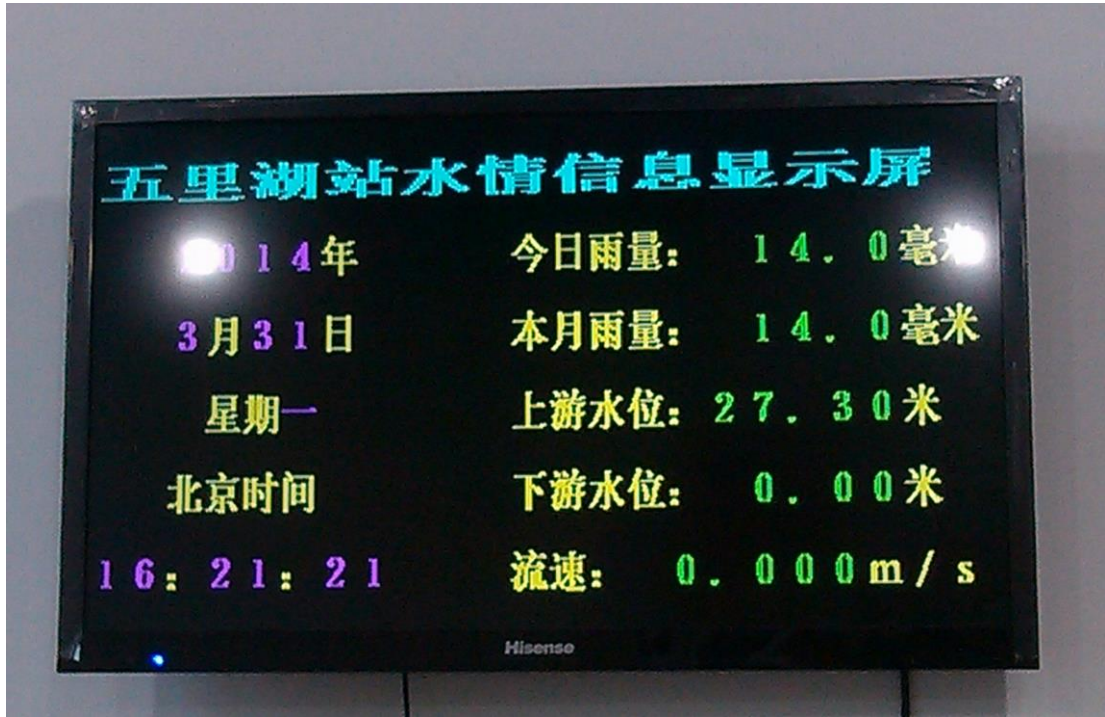 五里湖站水情信息显示屏
2014年
今日雨量: 14.0毫米
3月31日
本月雨量: 14.0毫米
星期一
上游水位: 27.30米
北京时间
下游水位: 0.00米
16:21:21
流速: 0.000m/s
Hisense